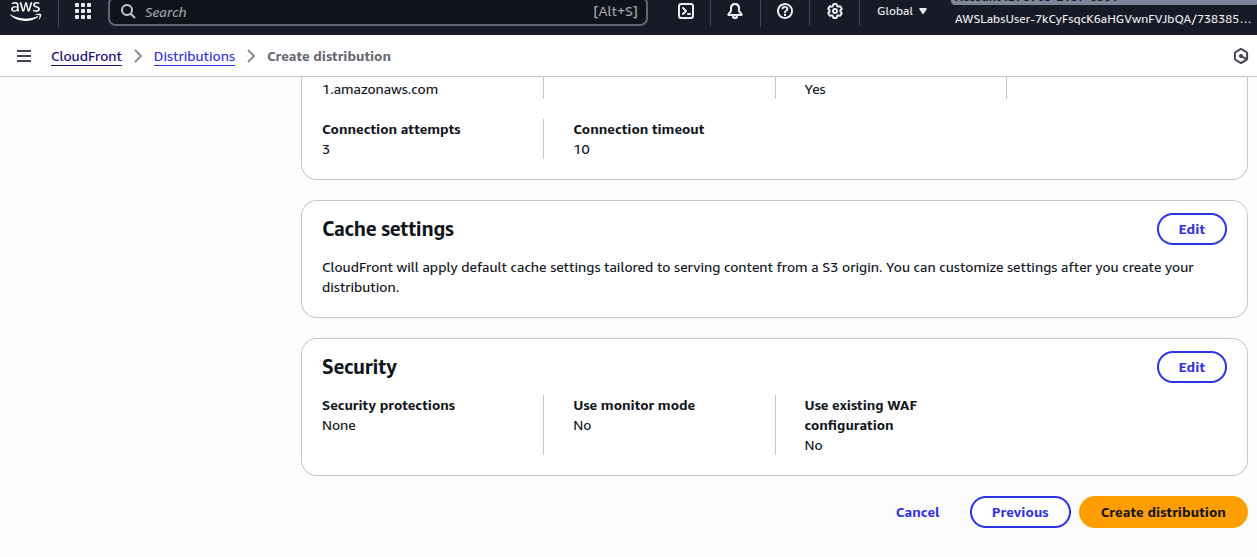 aws
Search [Alt+S] Global
AWSLabsUser-7kCyFsqcK6aHGVwnFVJbQA/738385...
CloudFront > Distributions > Create distribution
1.amazonaws.com Yes
Connection attempts Connection timeout
3 10
Cache settings Edit
CloudFront will apply default cache settings tailored to serving content from a S3 origin. You can customize settings after you create your
distribution.
Security Edit
Security protections Use monitor mode Use existing WAF
None No configuration
No
Cancel Previous Create distribution